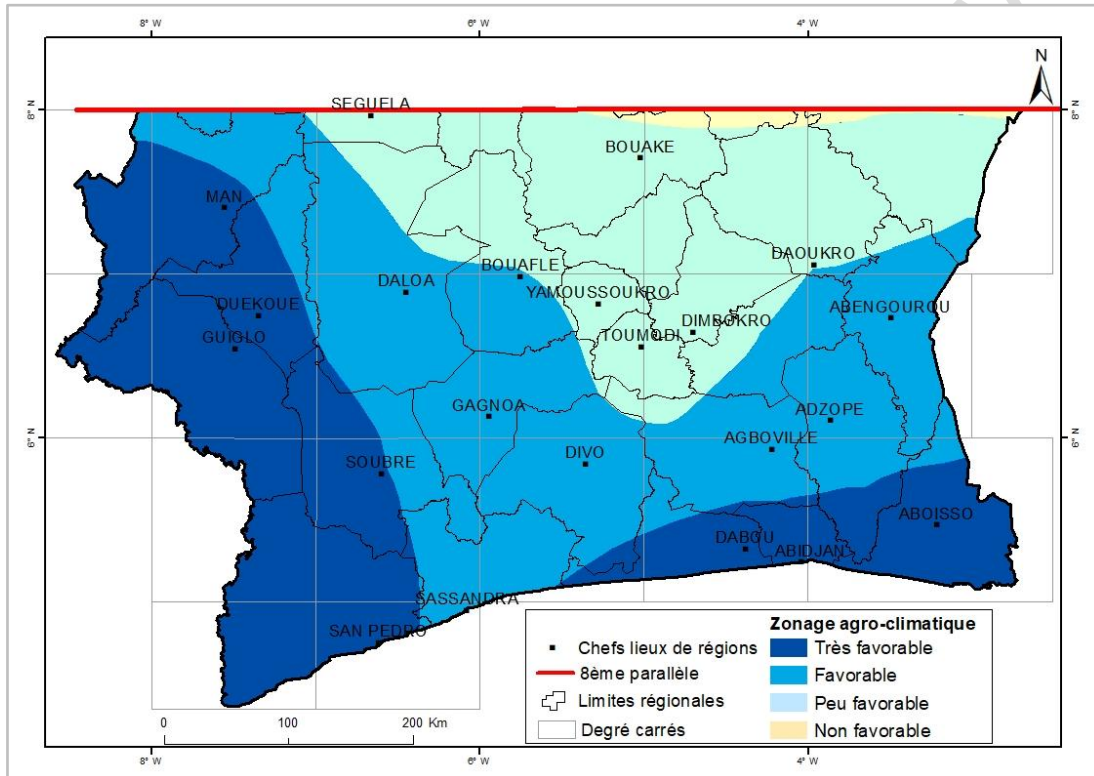 8° W
6° W
4° W
N
8° N
8° N
SEGUELA
BOUAKE
MAN
DAOUKRO
BOUAFLE
DALOA
YAMOUSSOUKRO
ABENGOUROU
DUEKOUE
DIMBOKRO
TOUMODI
GUIGLO
GAGNOA
ADZOPE
6° N
6° N
AGBOVILLE
DIVO
SOUBRE
ABOISSO
DABOU
ABIDJAN
SASSANDRA
SAN PEDRO
Zonage agro-climatique
Chefs lieux de régions
Très favorable
8ème parallèle
Favorable
Limites régionales
Peu favorable
Degré carrés
Non favorable
0 100 200 Km
8° W
6° W
4° W